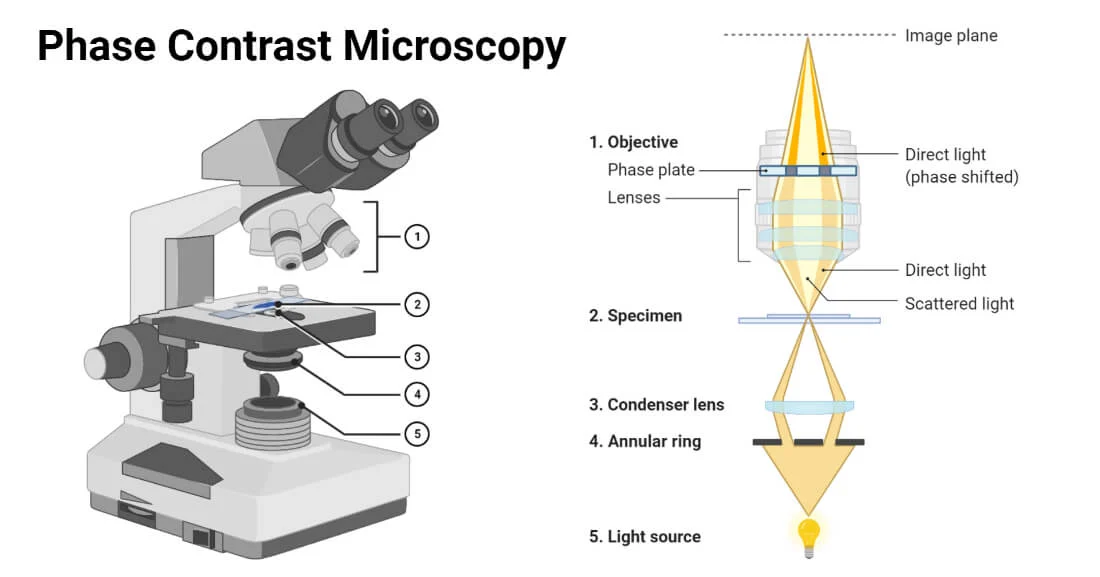 Phase Contrast Microscopy
1
2
3
4
5
Image plane
1. Objective
Phase plate
Lenses
Direct light
(phase shifted)
Direct light
Scattered light
2. Specimen
3. Condenser lens
4. Annular ring
5. Light source